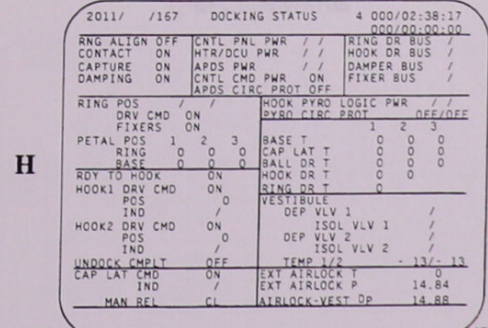 H
2011/ /167 DOCKING STATUS 4 000/02:38:17
000/00:00:00
RNG ALIGN OFF CNTL PNL PWR / / RING DR BUS /
CONTACT ON HTR/DCU PWR / / HOOK DR BUS /
CAPTURE ON APDS PWR / / DAMPER BUS /
DAMPING ON CNTL CMD PWR ON FIXER BUS /
APDS CIRC PROT OFF
RING POS / / HOOK PYRO LOGIC PWR / /
DRV CMD ON PYRO CIRC PROT OFF/OFF
FIXERS ON 1 2 3
PETAL POS 1 2 3 BASE T 0 0 0
RING 0 0 0 CAP LAT T 0 0 0
BASE 0 0 0 BALL DR T 0 0 0
RDY TO HOOK ON HOOK DR T 0 0
HOOK1 DRV CMD ON RING DR T 0
POS 0 VESTIBULE
IND / DEP VLV 1 /
HOOK2 DRV CMD ON ISOL VLV 1 /
POS 0 DEP VLV 2 /
IND / ISOL VLV 2 /
UNDOCK CMPLT OFF TEMP 1/2 - 13/- 13
CAP LAT CMD ON EXT AIRLOCK T 0
IND / EXT AIRLOCK P 14.84
MAN REL CL AIRLOCK-VEST DP 14.88